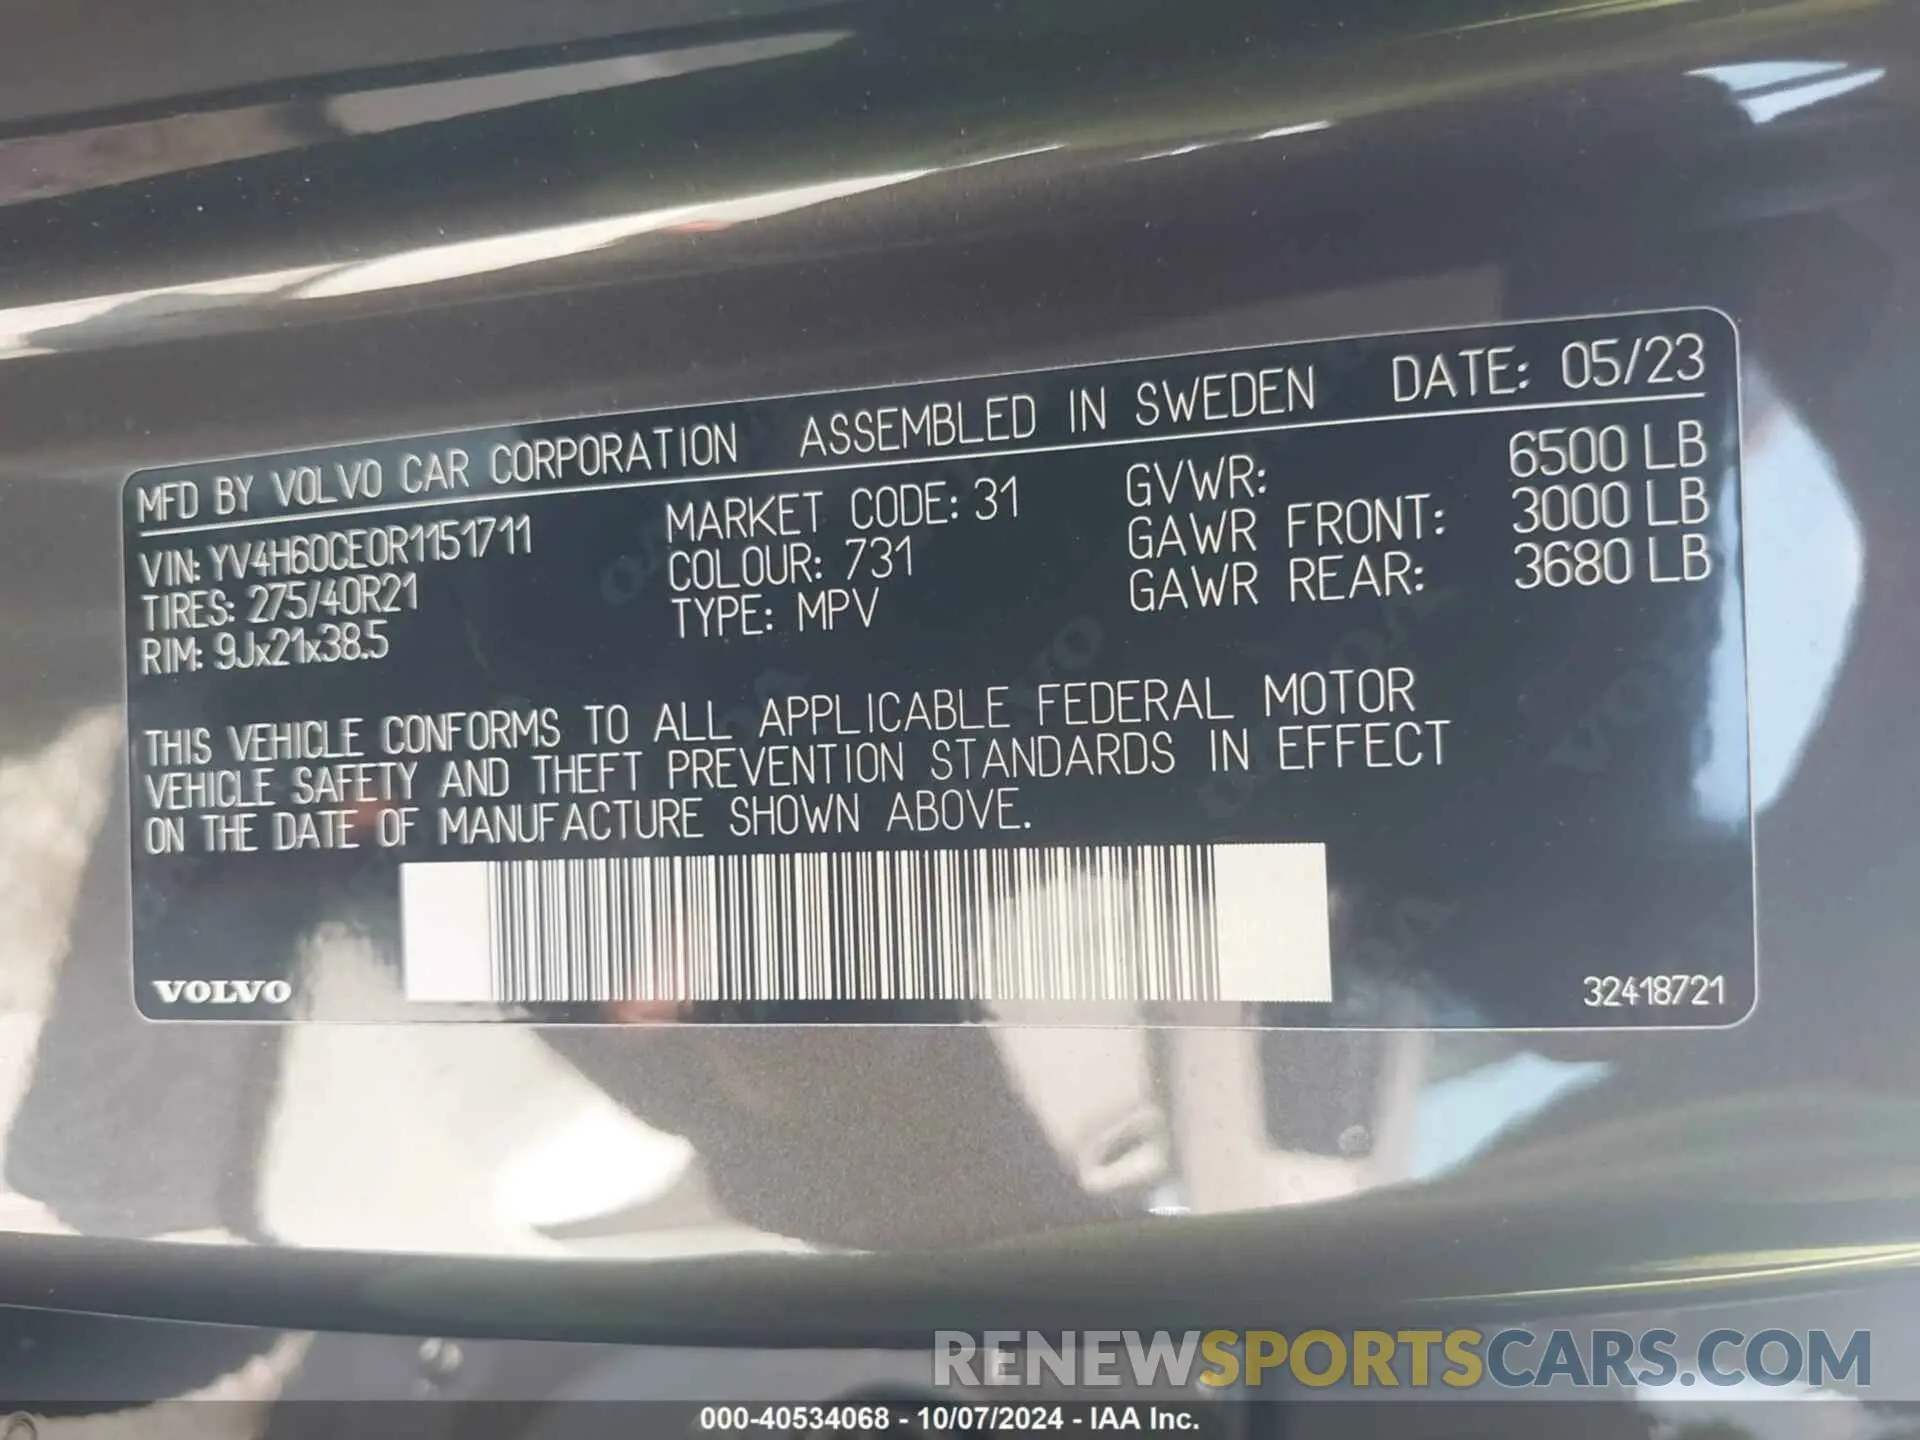 MFD BY VOLVO CAR CORPORATION ASSEMBLED IN SWEDEN DATE: 05/23
VIN: YV4H60CE0R1151711
TIRES: 275/40R21
RIM: 9Jx21x38.5
MARKET CODE: 31
COLOUR: 731
TYPE: MPV
GVWR: 6500 LB
GAWR FRONT: 3000 LB
GAWR REAR: 3680 LB
THIS VEHICLE CONFORMS TO ALL APPLICABLE FEDERAL MOTOR
VEHICLE SAFETY AND THEFT PREVENTION STANDARDS IN EFFECT
ON THE DATE OF MANUFACTURE SHOWN ABOVE.
VOLVO
32418721
RENEWSPORTSCARS.COM
000-40534068 - 10/07/2024 - IAA Inc.